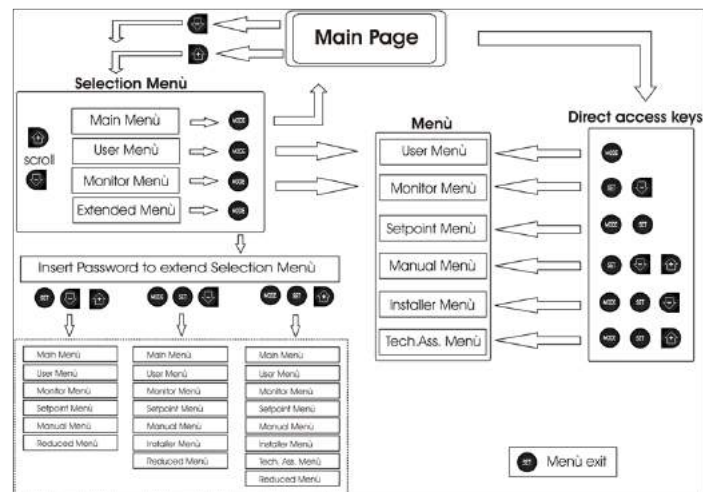 Main Page
Selection Menù
Main Menù
MODE
User Menù
MODE
scroll
Monitor Menù
MODE
Extended Menù
MODE
Insert Password to extend Selection Menù
SET
MODE SET
MODE SET
Main Menù
User Menù
Monitor Menù
Setpoint Menù
Manual Menù
Reduced Menù
Main Menù
User Menù
Monitor Menù
Setpoint Menù
Manual Menù
Installer Menù
Reduced Menù
Main Menù
User Menù
Monitor Menù
Setpoint Menù
Manual Menù
Installer Menù
Tech. Ass. Menù
Reduced Menù
Menù
User Menù
Monitor Menù
Setpoint Menù
Manual Menù
Installer Menù
Tech.Ass. Menù
Direct access keys
MODE
SET
MODE SET
SET
MODE SET
MODE SET
SET Menù exit